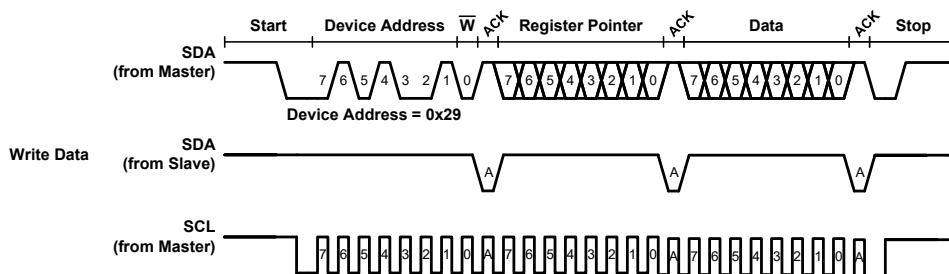 Start Device Address W ACK Register Pointer ACK Data ACK Stop
SDA
(from Master)
7 6 5 4 3 2 1 0 7 6 5 4 3 2 1 0 7 6 5 4 3 2 1 0
Device Address = 0x29
Write Data
SDA
(from Slave)
A A A
SCL
(from Master)
7 6 5 4 3 2 1 0 A 7 6 5 4 3 2 1 0 A 7 6 5 4 3 2 1 0 A